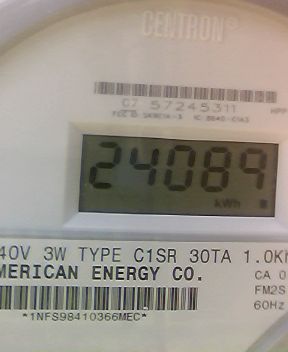 CENTRON®
07 57245311
24089
kWh
40V 3W TYPE C1SR 30TA 1.0K
MERICAN ENERGY CO.
CA 0
FM2S
60Hz
*1NFS98410366MEC*